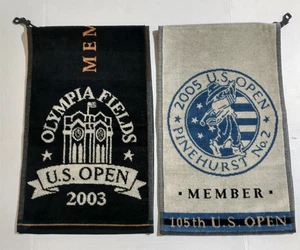 MEM
OLYMPIA FIELDS
U.S. OPEN
2003
2005 U.S. OPEN
PINEHURST No. 2
· MEMBER ·
105th U.S. OPEN